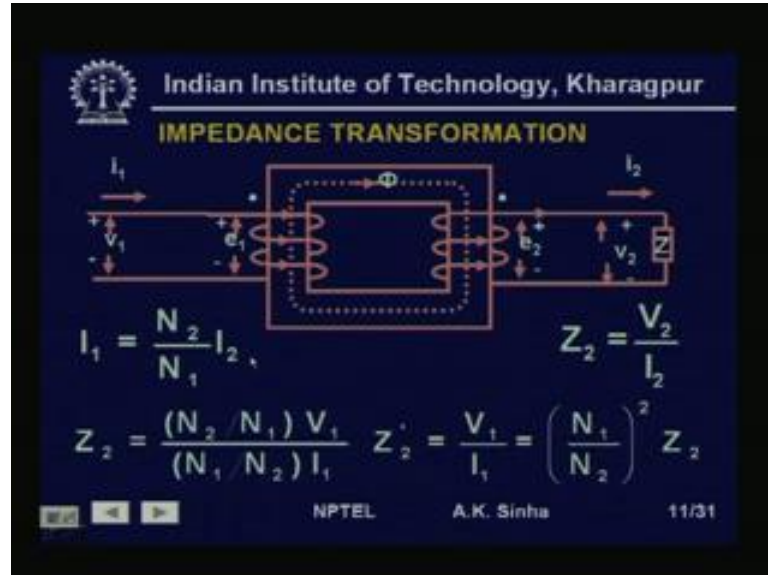 Indian Institute of Technology, Kharagpur
IMPEDANCE TRANSFORMATION
i₁ Φ i₂
+ + + +
v₁ e₁ e₂ v₂ Z
- - - -
I₁ = N₂/N₁ I₂ Z₂ = V₂/I₂
Z₂ = (N₂/N₁) V₁ / (N₁/N₂) I₁ Z₂' = V₁/I₁ = (N₁/N₂)² Z₂
NPTEL A.K. Sinha 11/31